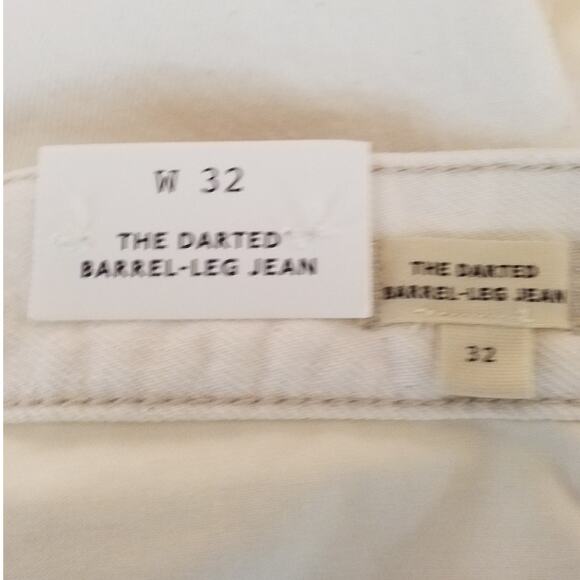 W 32
THE DARTED
BARREL-LEG JEAN
THE DARTED
BARREL-LEG JEAN
32